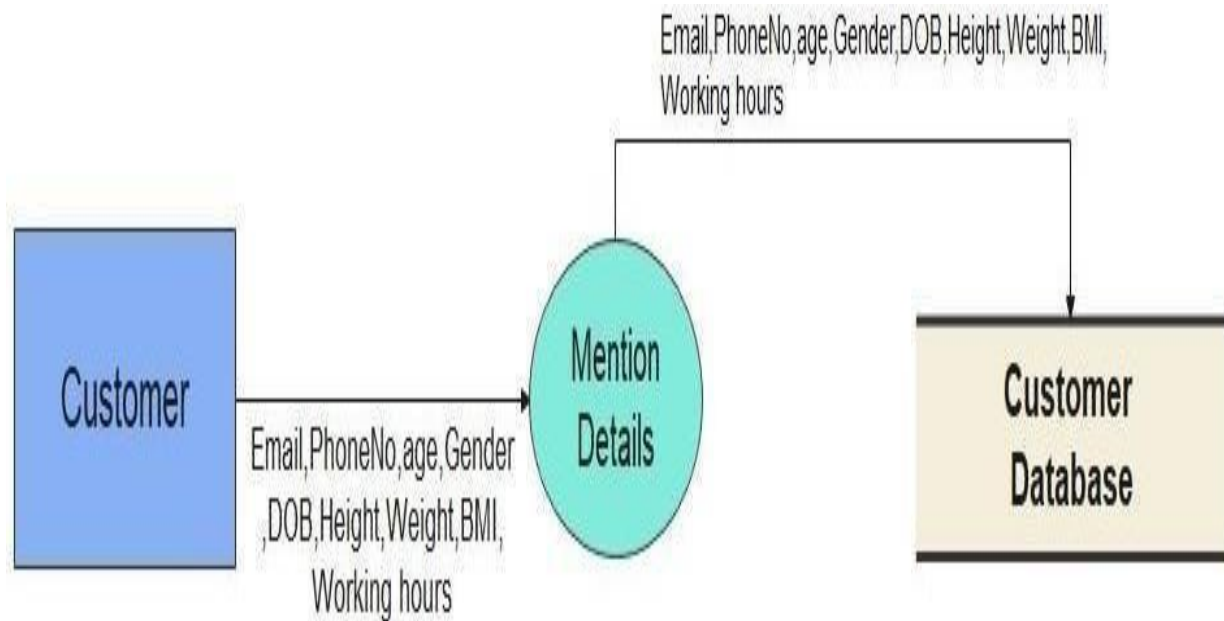 Email,PhoneNo,age,Gender,DOB,Height,Weight,BMI,
Working hours
Customer
Email,PhoneNo,age,Gender
,DOB,Height,Weight,BMI,
Working hours
Mention
Details
Customer
Database